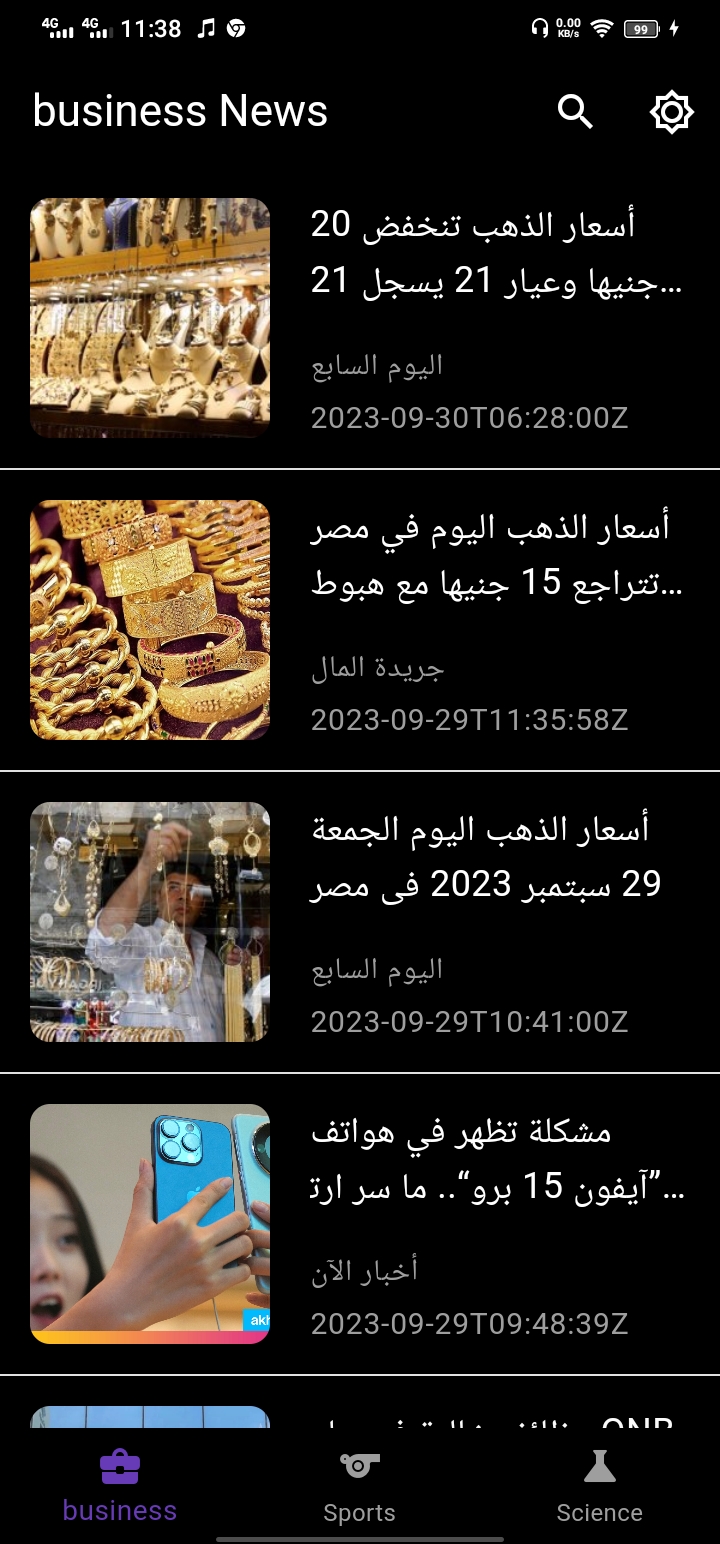 4G 4G 11:38 0.00 KB/s 99
business News
أسعار الذهب تنخفض 20
جنيها وعيار 21 يسجل 21...
اليوم السابع
2023-09-30T06:28:00Z
أسعار الذهب اليوم في مصر
تتراجع 15 جنيها مع هبوط...
جريدة المال
2023-09-29T11:35:58Z
أسعار الذهب اليوم الجمعة
29 سبتمبر 2023 فى مصر
اليوم السابع
2023-09-29T10:41:00Z
مشكلة تظهر في هواتف
”آيفون 15 برو“.. ما سر ارت...
أخبار الآن
2023-09-29T09:48:39Z
akh
QNB
business
Sports
Science